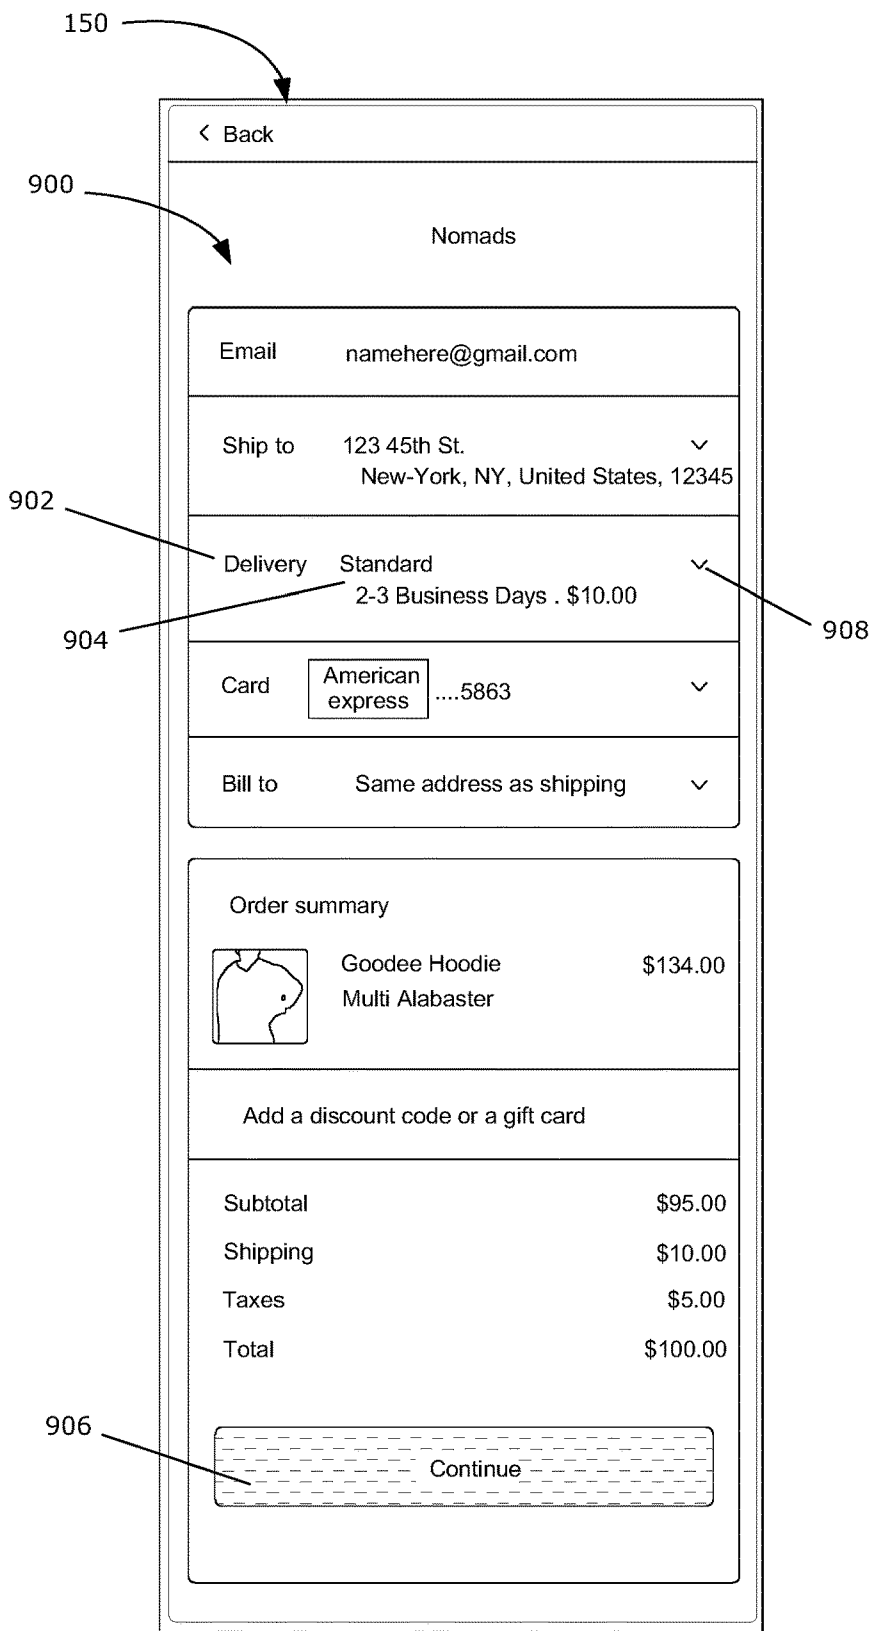 150
< Back
900
Nomads
Email namehere@gmail.com
Ship to 123 45th St.
New-York, NY, United States, 12345
902
Delivery Standard
2-3 Business Days . $10.00
904
908
Card American express ....5863
Bill to Same address as shipping
Order summary
Goodee Hoodie $134.00
Multi Alabaster
Add a discount code or a gift card
Subtotal $95.00
Shipping $10.00
Taxes $5.00
Total $100.00
906
Continue